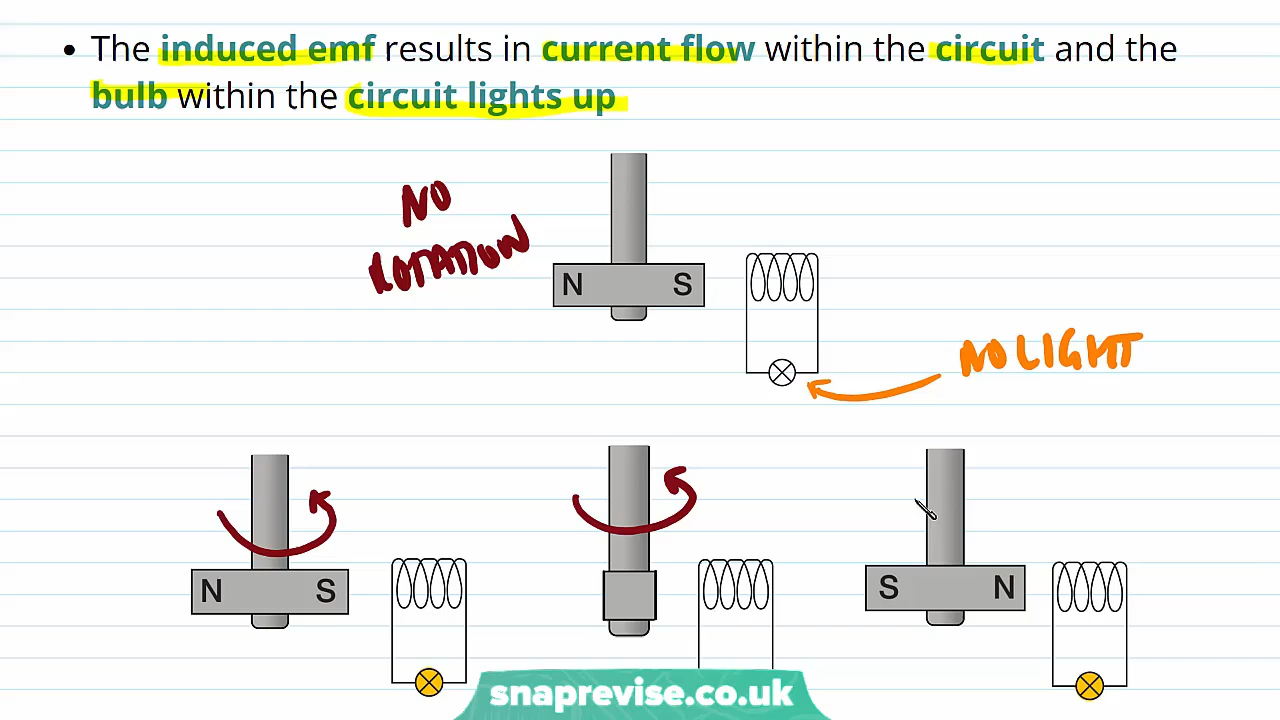 • The induced emf results in current flow within the circuit and the
bulb within the circuit lights up
NO
ROTATION
N S
NO LIGHT
N S
S N
snaprevise.co.uk